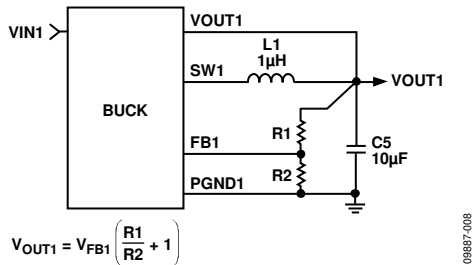 VOUT1
VIN1
L1
1µH
SW1
VOUT1
BUCK
R1
FB1
C5
10µF
R2
PGND1
V_OUT1 = V_FB1 (R1/R2 + 1)
09887-008